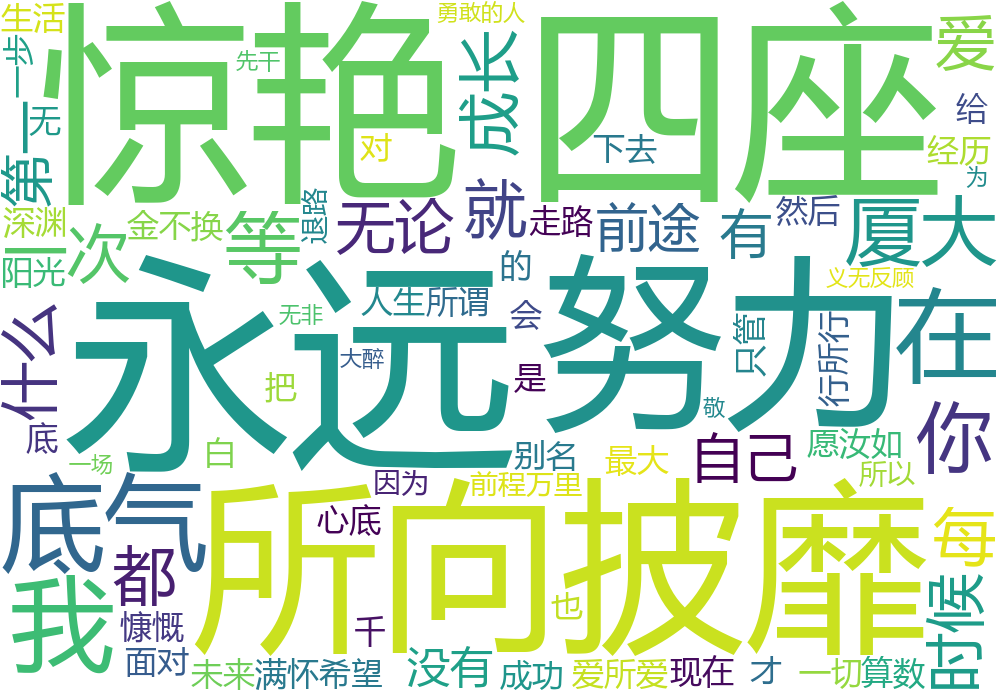 生活
惊艳四座
勇敢的人
先干
一步
成长
爱
给
无
第一
对
下去
经历
为
深渊
金不换
等
退路
无论
就
走路
前途
有
然后
厦大
阳光
次
的
义无反顾
永远努力
人生所谓
无非
会
在
什么
大醉
只管
行所行
把
是
敬
底
白
自己
愿汝如
你
一场
别名
最大
所以
底气
因为
前程万里
所向披靡
心底
每
都
我
慷慨
千
也
时候
面对
未来
满怀希望
没有
成功
爱所爱
现在
才
一切
算数